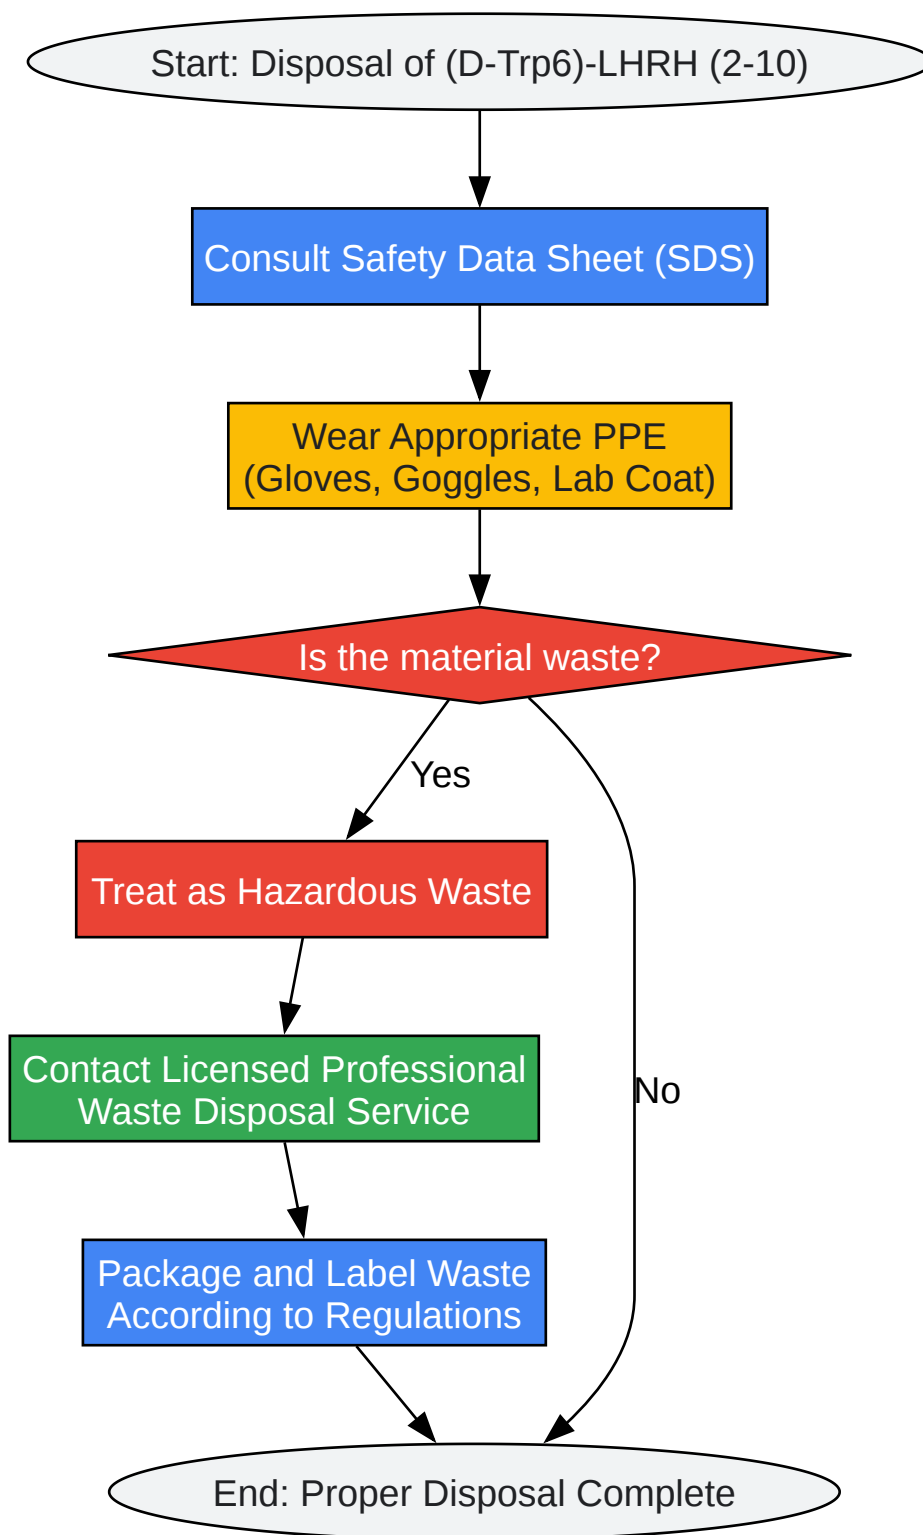 Start: Disposal of (D-Trp6)-LHRH (2-10)
Consult Safety Data Sheet (SDS)
Wear Appropriate PPE
(Gloves, Goggles, Lab Coat)
Is the material waste?
Yes
Treat as Hazardous Waste
Contact Licensed Professional
Waste Disposal Service
No
Package and Label Waste
According to Regulations
End: Proper Disposal Complete